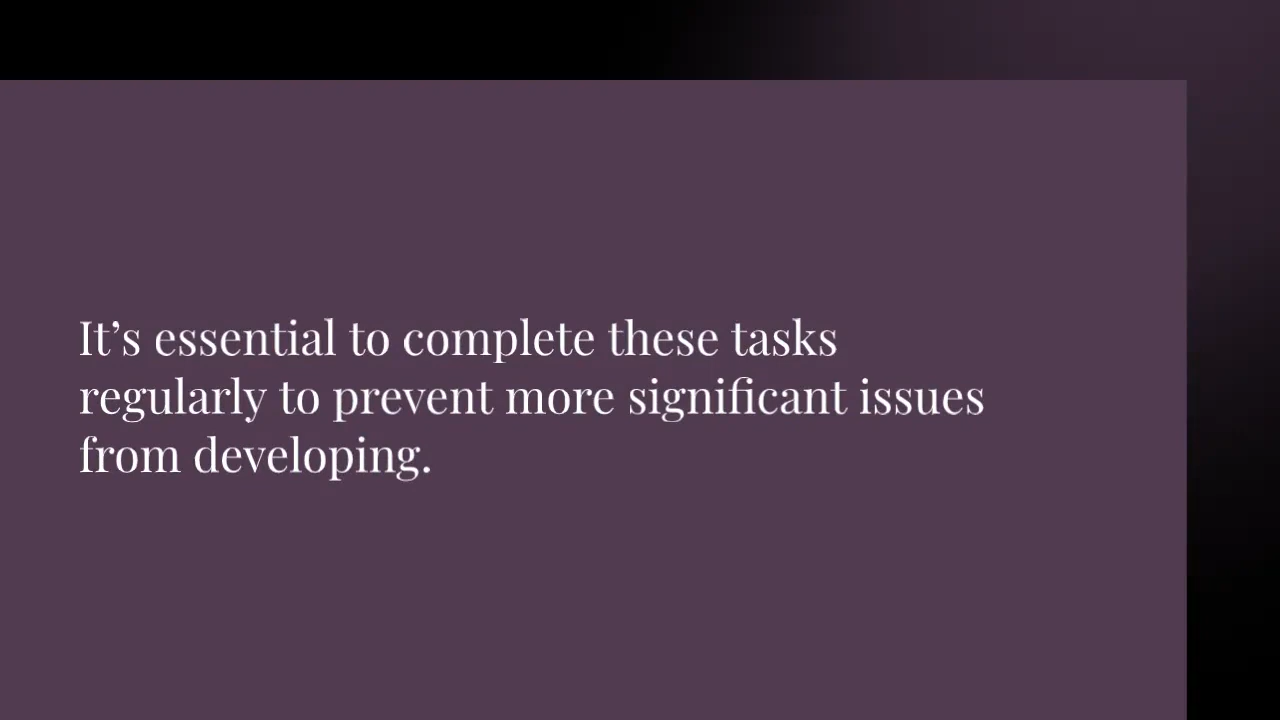 It’s essential to complete these tasks
regularly to prevent more significant issues
from developing.